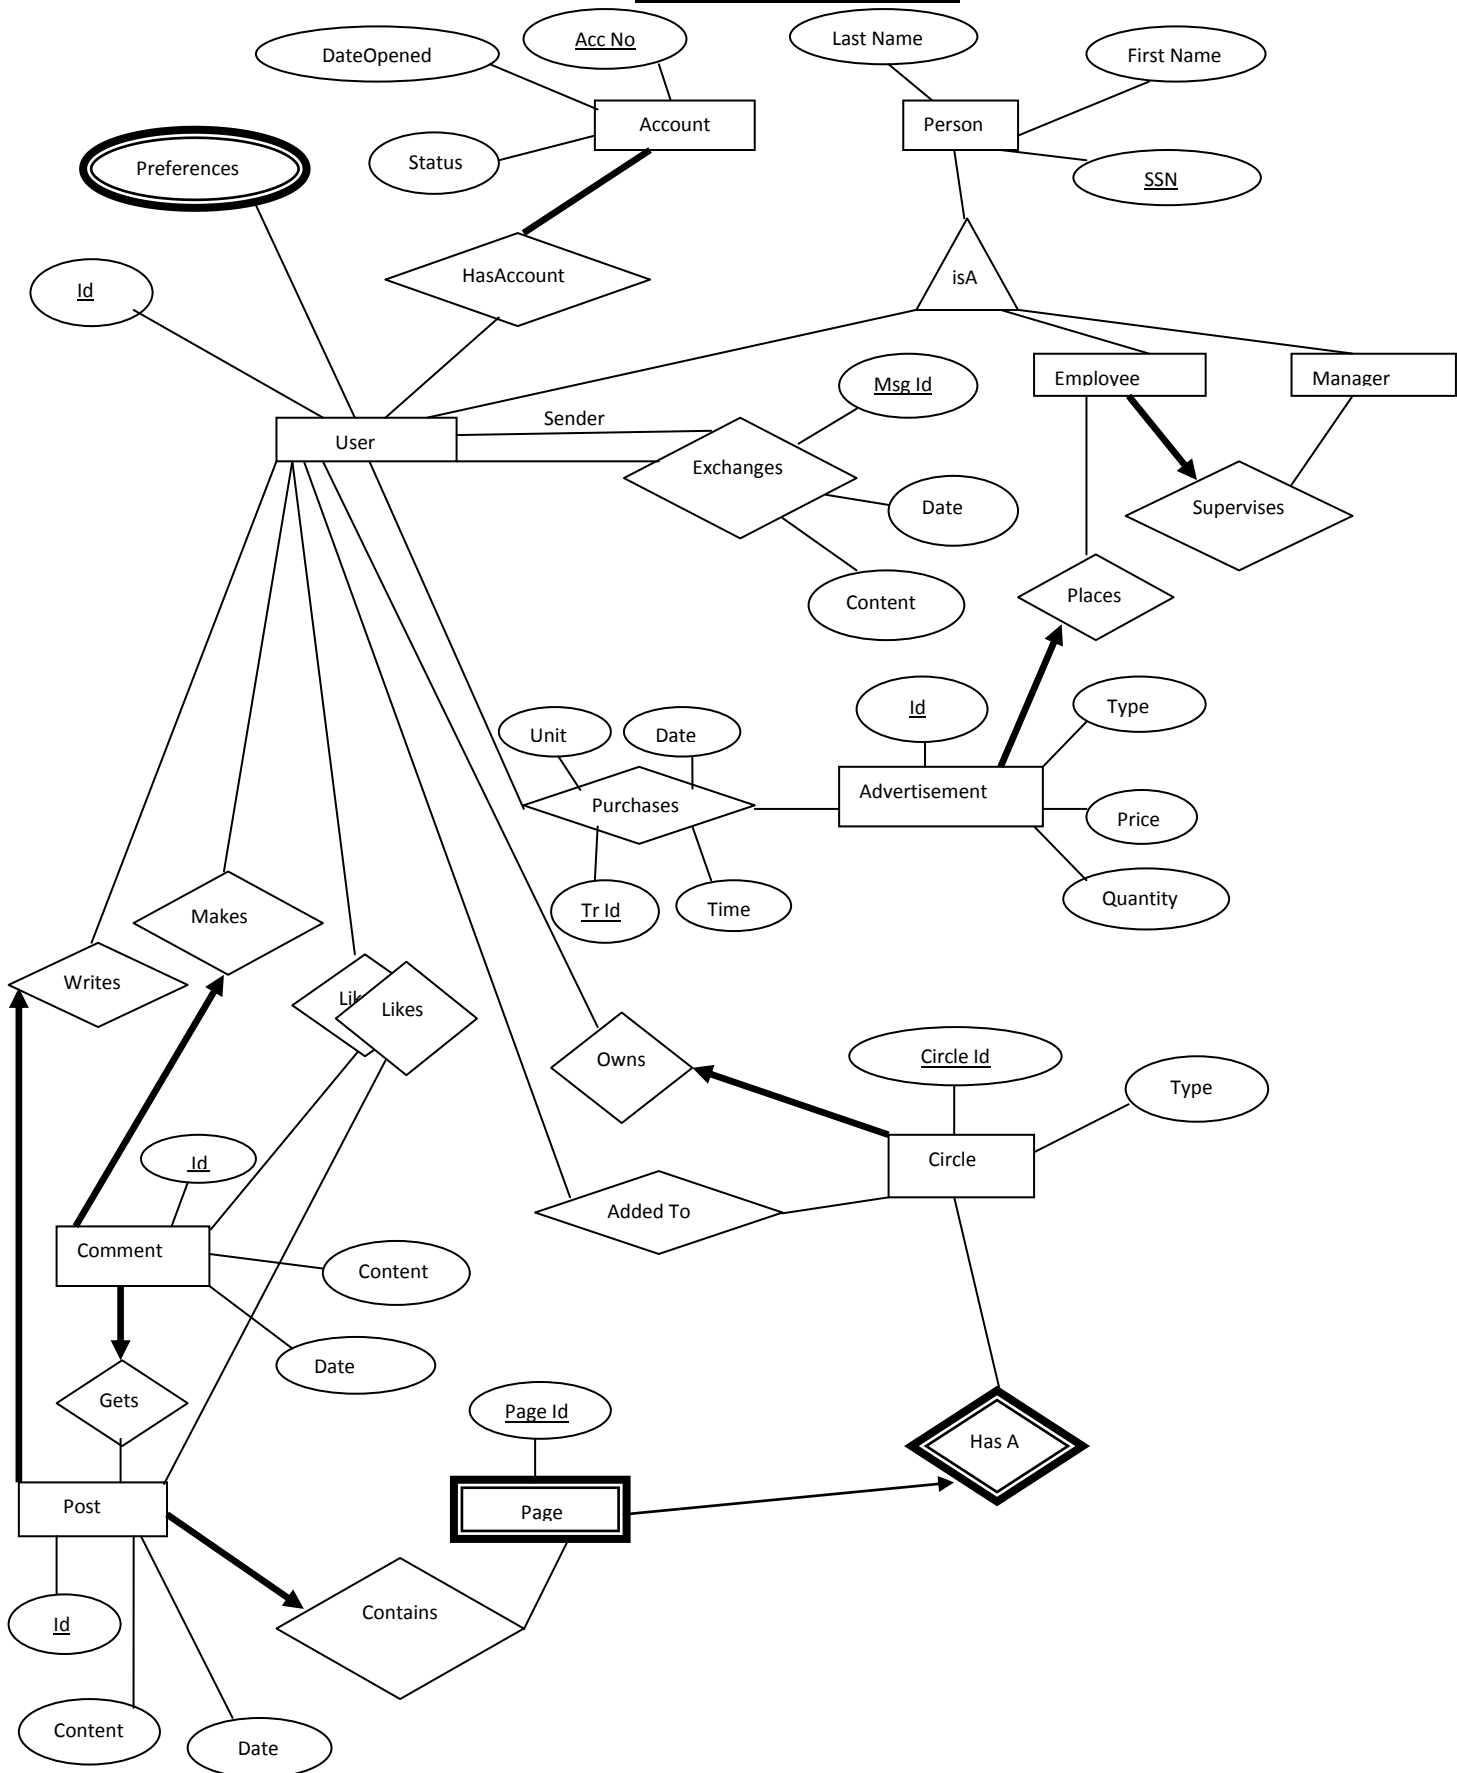 Acc No
Last Name
First Name
DateOpened
Account
Person
Status
Preferences
SSN
HasAccount
isA
Id
Employee
Manager
Msg Id
Sender
User
Exchanges
Date
Supervises
Content
Places
Id
Type
Unit
Date
Advertisement
Purchases
Price
Quantity
Tr Id
Time
Makes
Writes
Lik
Likes
Owns
Circle Id
Type
Id
Circle
Added To
Comment
Content
Date
Gets
Page Id
Has A
Post
Page
Contains
Id
Content
Date